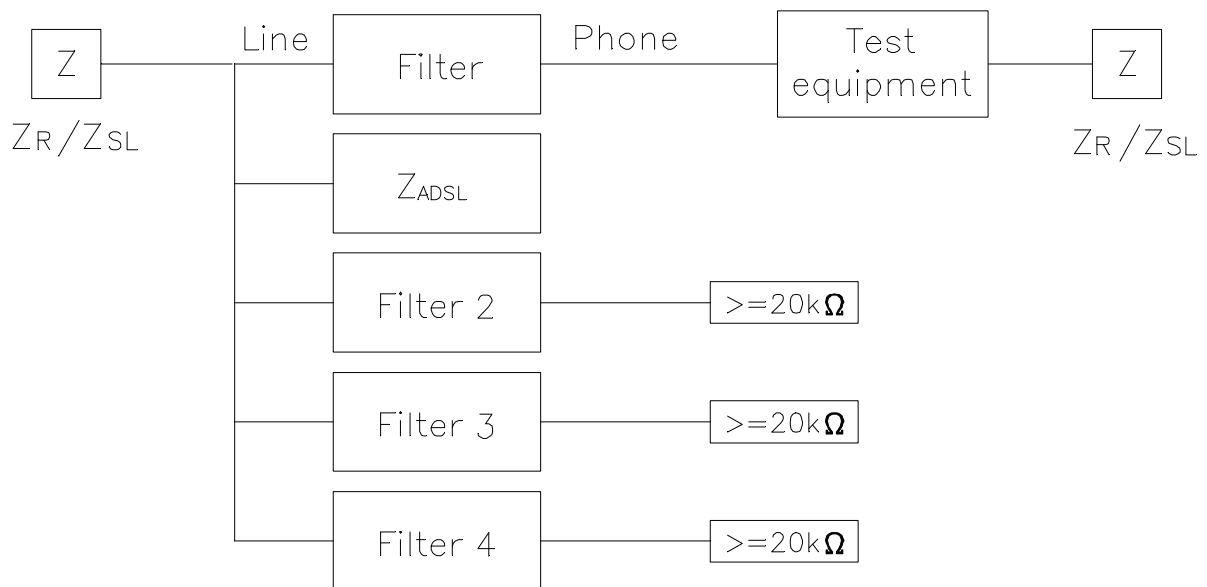 Z
ZR/ZSL
Line
Filter
Phone
Test
equipment
Z
ZR/ZSL
ZADSL
Filter 2
>=20kΩ
Filter 3
>=20kΩ
Filter 4
>=20kΩ